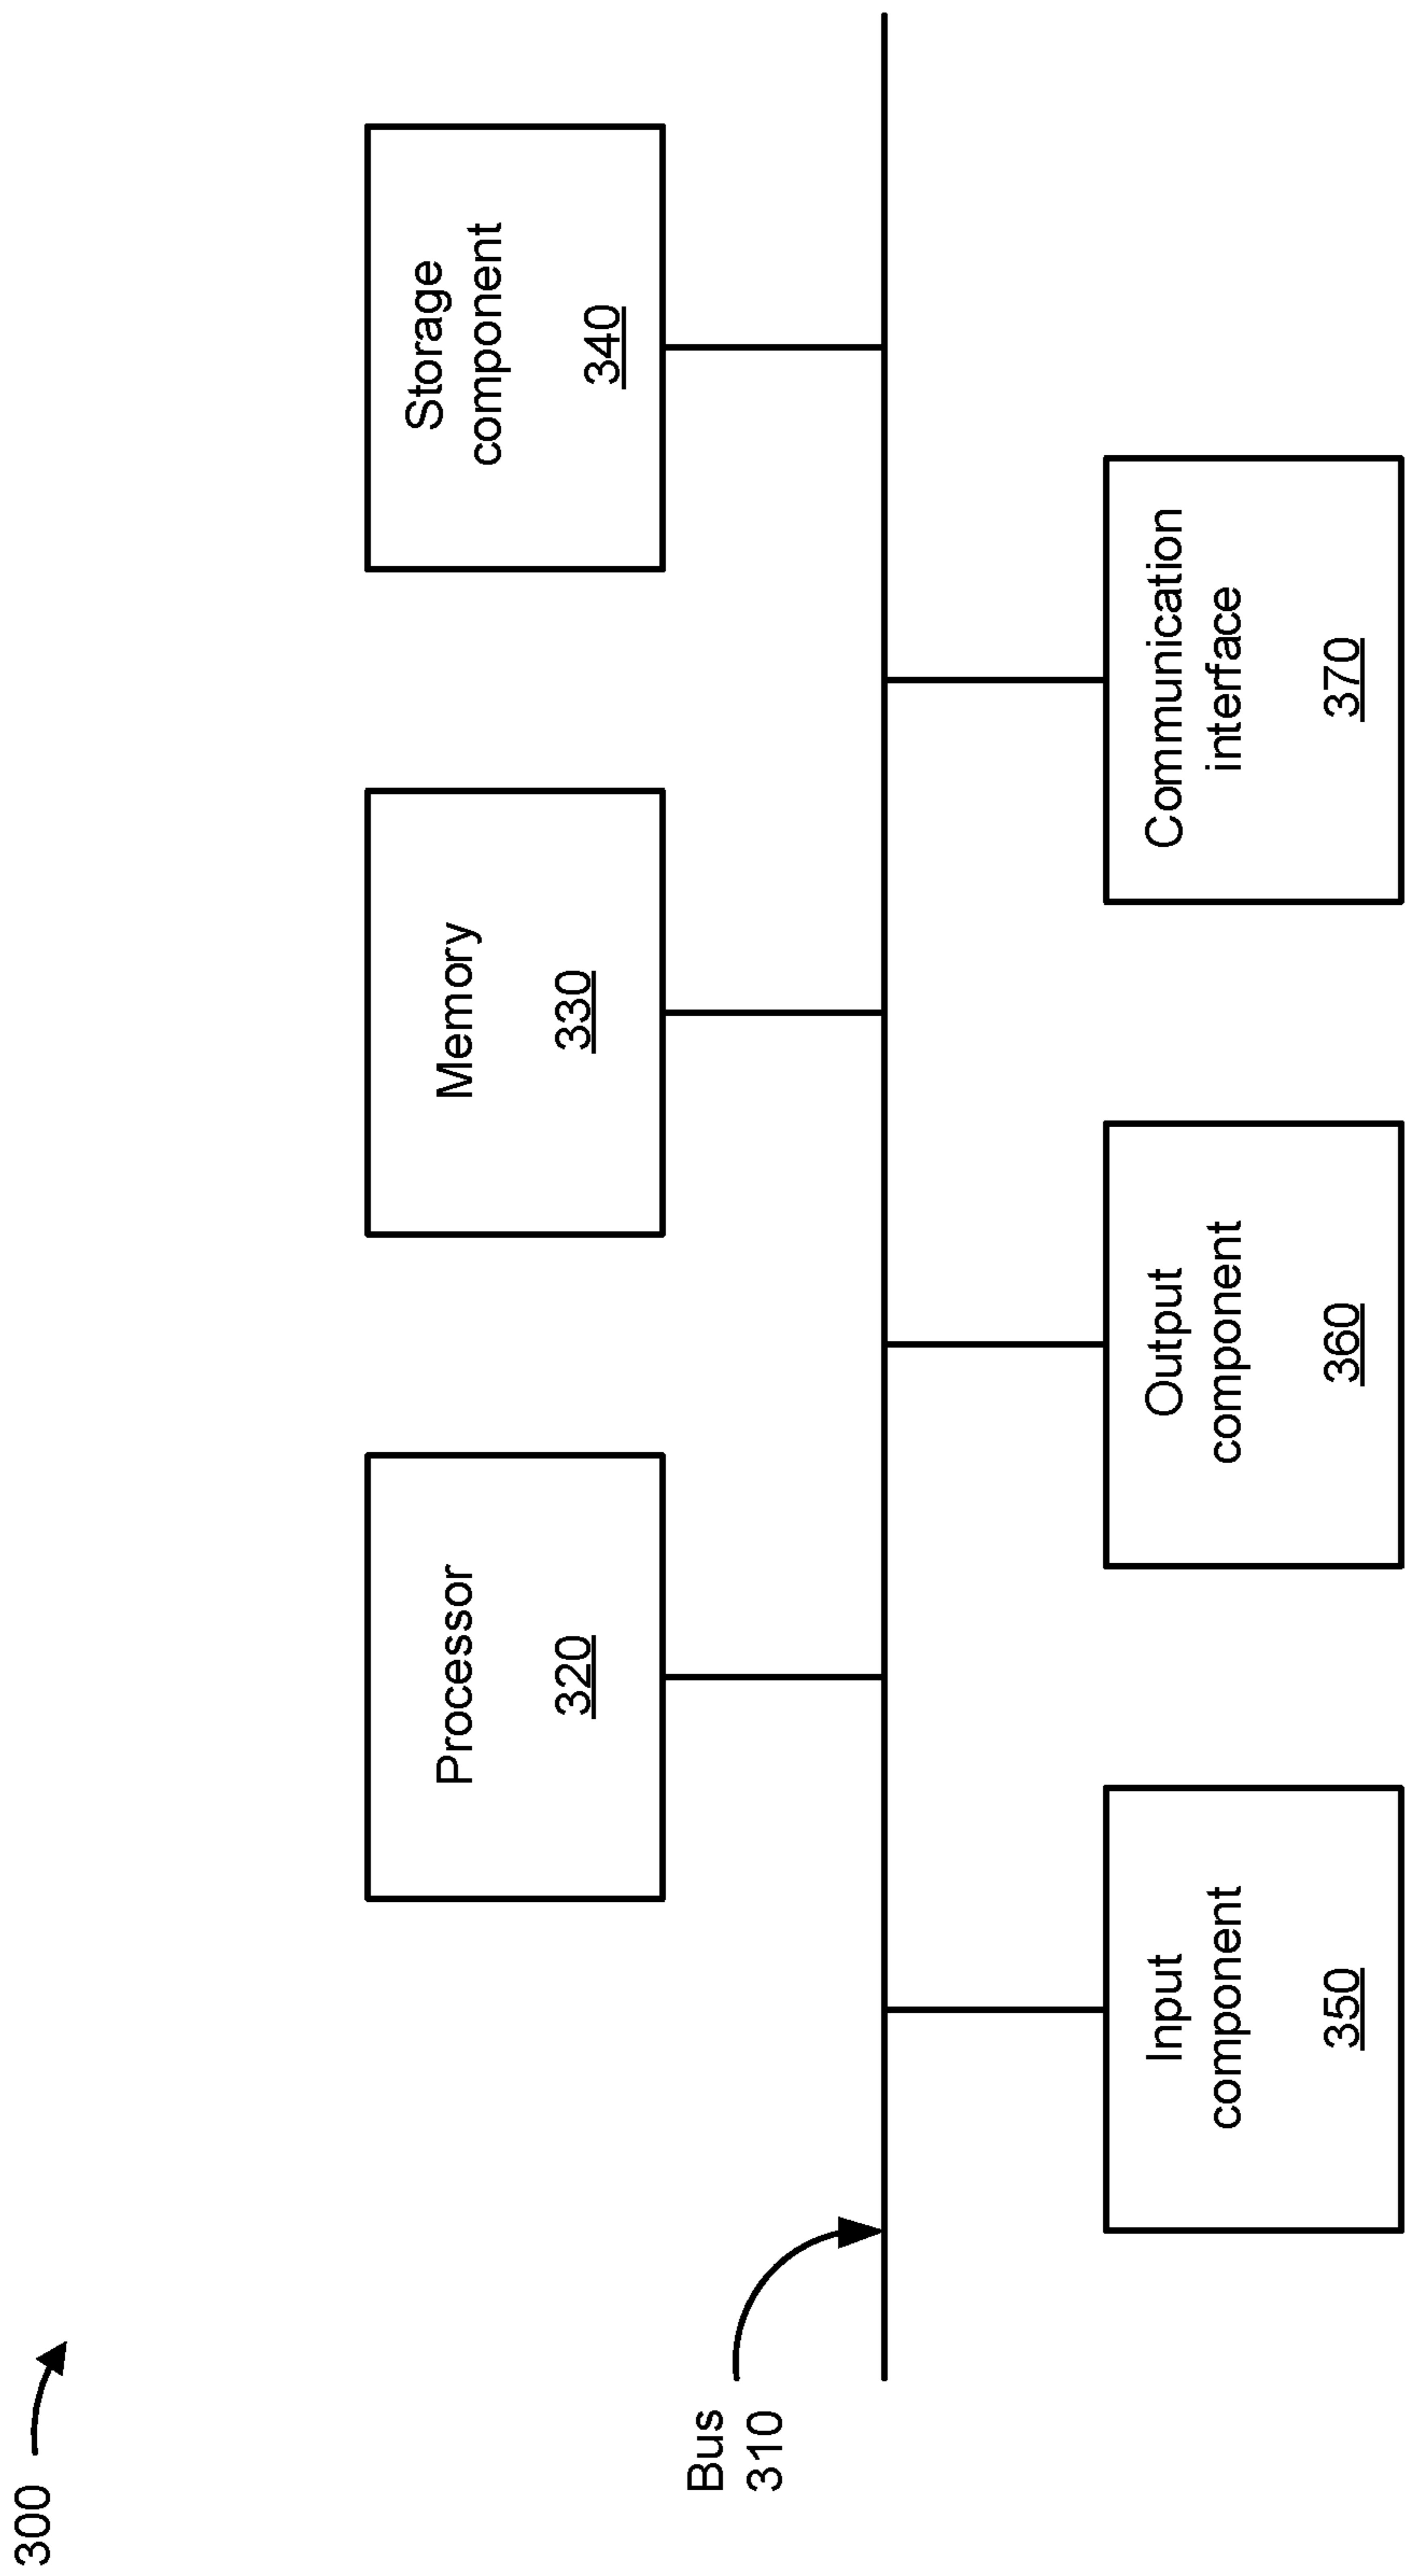 300
Processor
320
Memory
330
Storage
component
340
Bus
310
Input
component
350
Output
component
360
Communication
interface
370